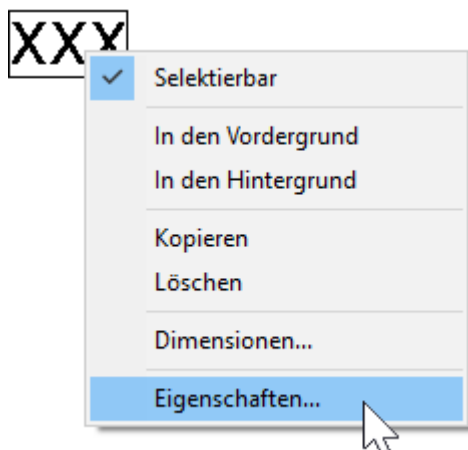 XXX
Selektierbar
In den Vordergrund
In den Hintergrund
Kopieren
Löschen
Dimensionen...
Eigenschaften...